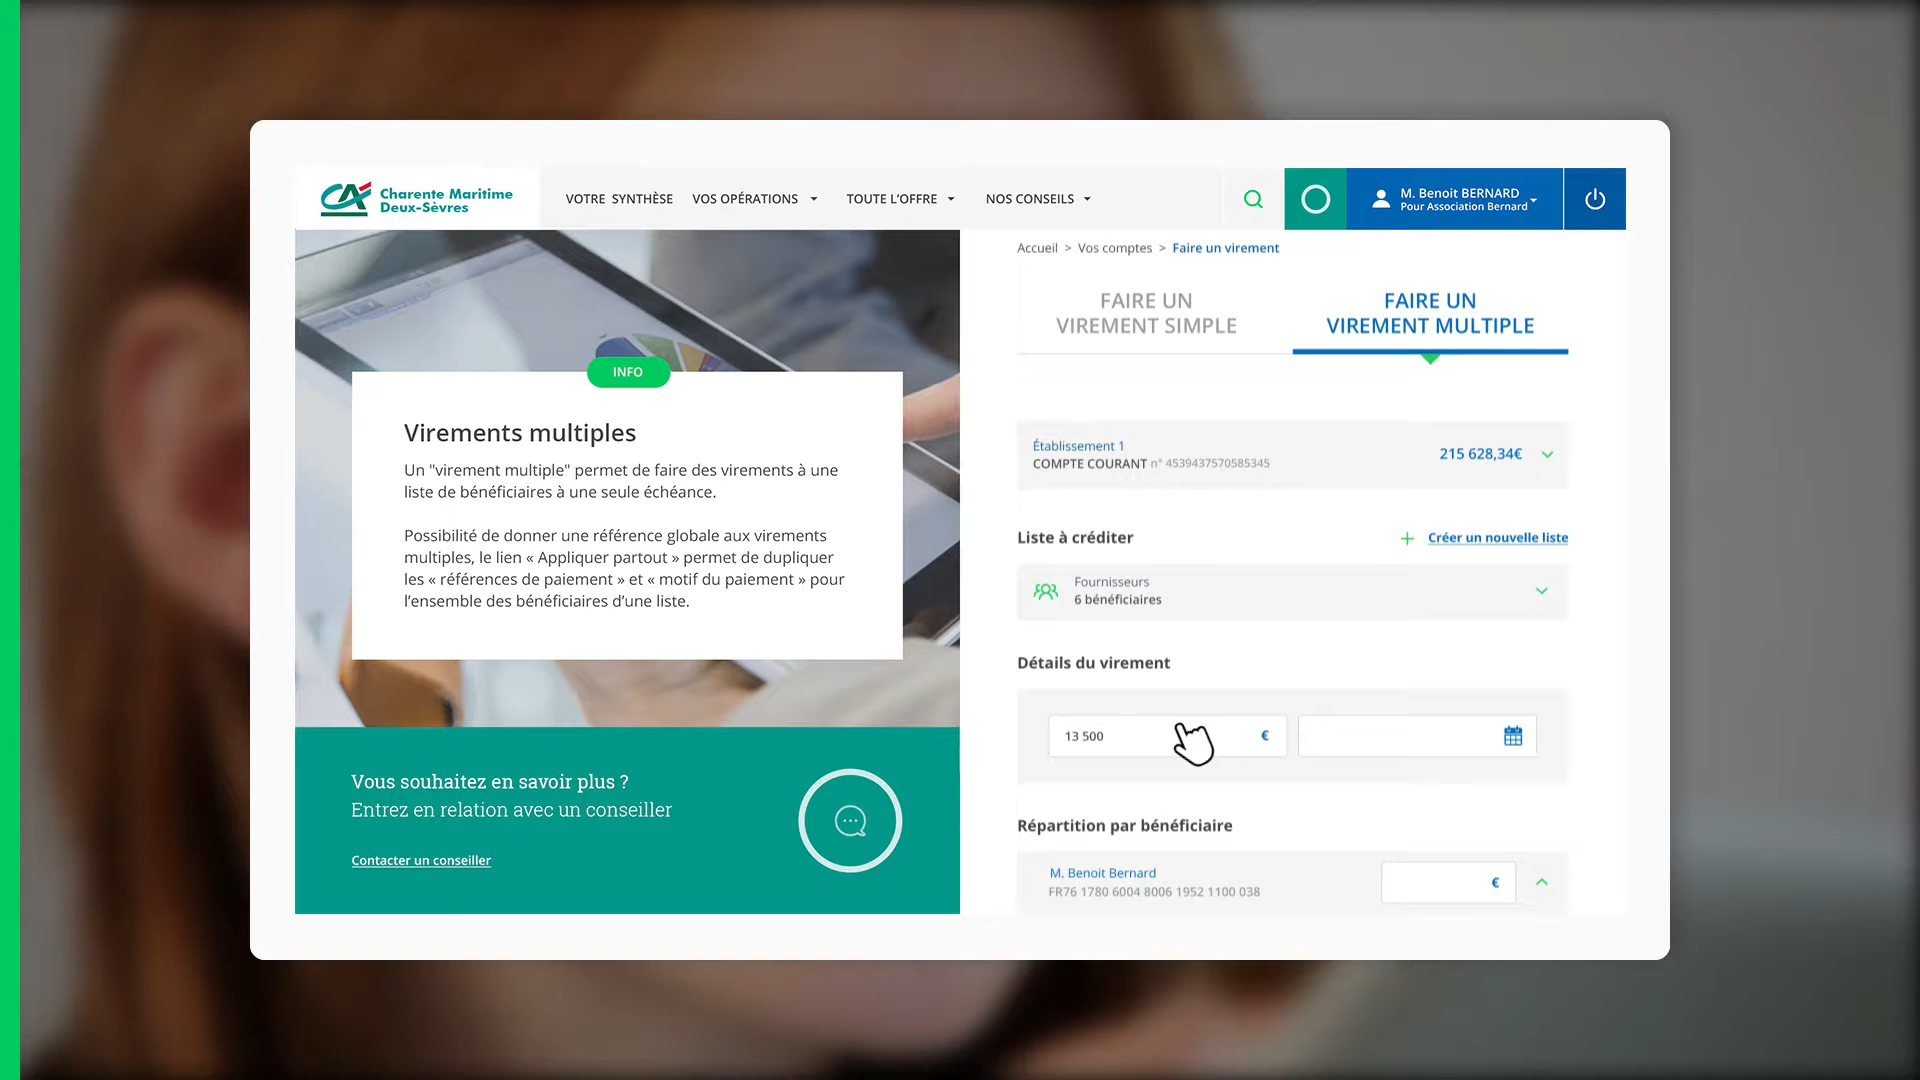 Charente Maritime
Deux-Sèvres
VOTRE SYNTHÈSE
VOS OPÉRATIONS
TOUTE L'OFFRE
NOS CONSEILS
M. Benoit BERNARD
Pour Association Bernard
INFO
Virements multiples
Un "virement multiple" permet de faire des virements à une
liste de bénéficiaires à une seule échéance.
Possibilité de donner une référence globale aux virements
multiples, le lien « Appliquer partout » permet de dupliquer
les « références de paiement » et « motif du paiement » pour
l'ensemble des bénéficiaires d'une liste.
Vous souhaitez en savoir plus ?
Entrez en relation avec un conseiller
Contacter un conseiller
Accueil > Vos comptes > Faire un virement
FAIRE UN
VIREMENT SIMPLE
FAIRE UN
VIREMENT MULTIPLE
Établissement 1
COMPTE COURANT n° 4539437570585345
215 628,34€
Liste à créditer
+ Créer un nouvelle liste
Fournisseurs
6 bénéficiaires
Détails du virement
13 500 €
Répartition par bénéficiaire
M. Benoit Bernard
FR76 1780 6004 8006 1952 1100 038
€